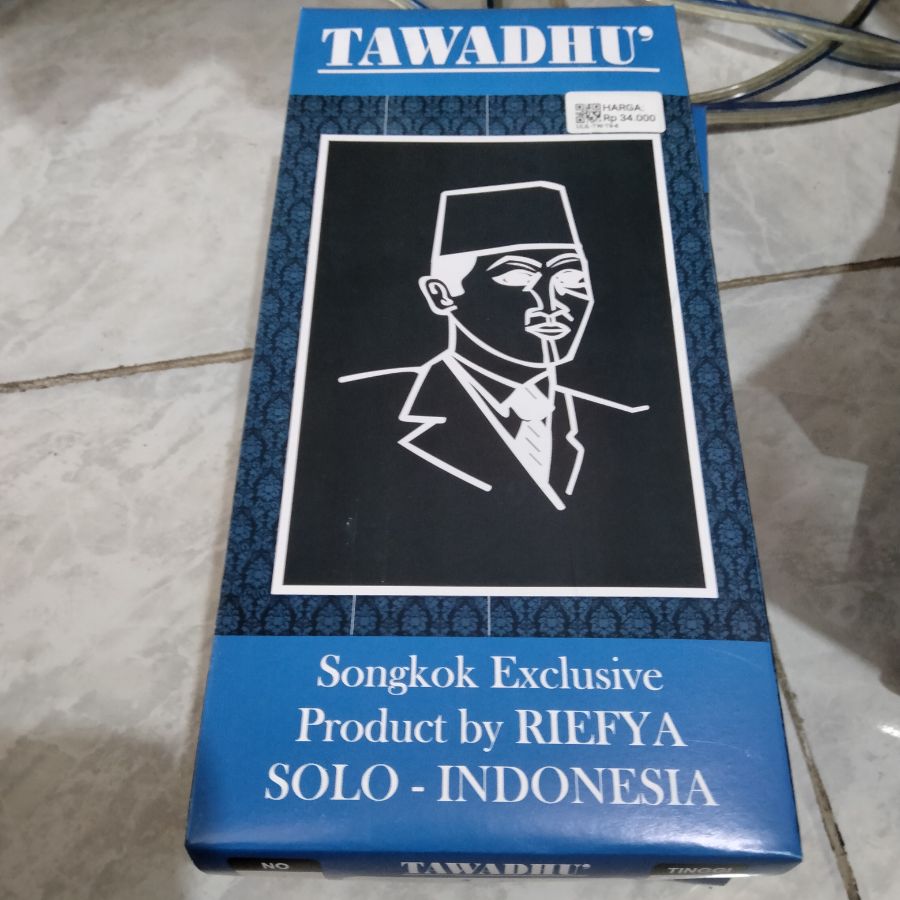 TAWADHU'
HARGA:
Rp 34.000
Songkok Exclusive
Product by RIEFYA
SOLO - INDONESIA
NO
TAWADHU'
TINGGI